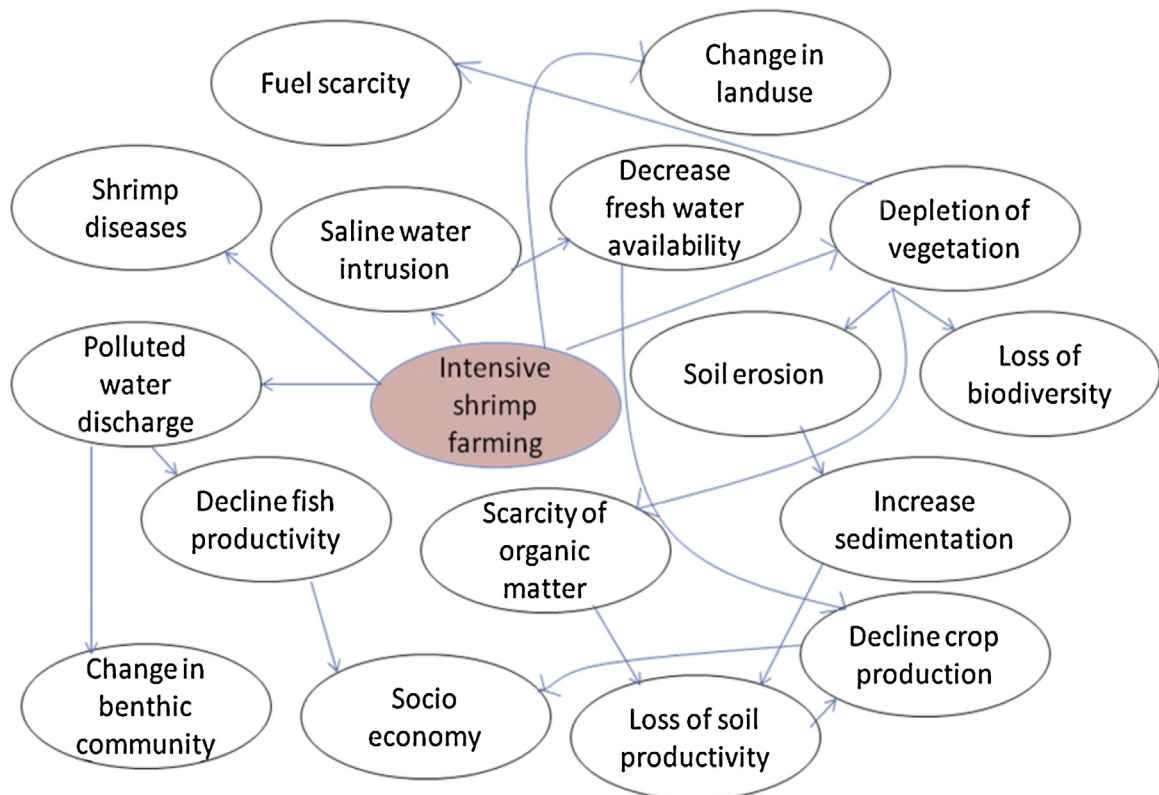 Fuel scarcity
Change in
landuse
Shrimp
diseases
Saline water
intrusion
Decrease
fresh water
availability
Depletion of
vegetation
Polluted
water
discharge
Intensive
shrimp
farming
Soil erosion
Loss of
biodiversity
Decline fish
productivity
Scarcity of
organic
matter
Increase
sedimentation
Change in
benthic
community
Socio
economy
Loss of soil
productivity
Decline crop
production